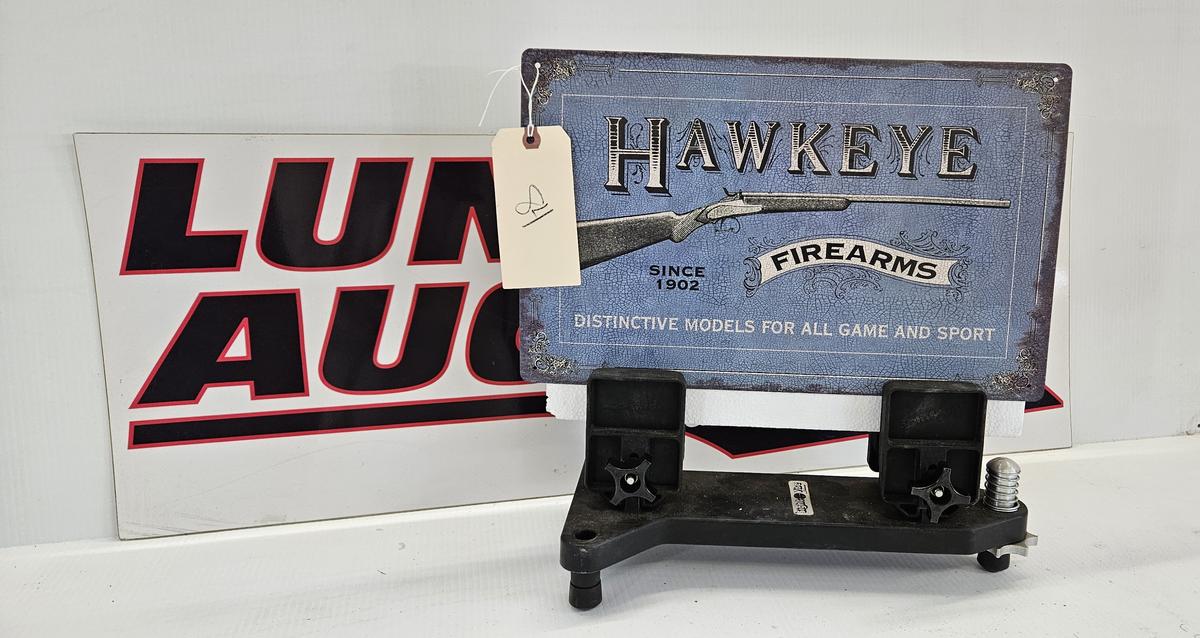 LUN
AUC
HAWKEYE
FIREARMS
SINCE
1902
DISTINCTIVE MODELS FOR ALL GAME AND SPORT